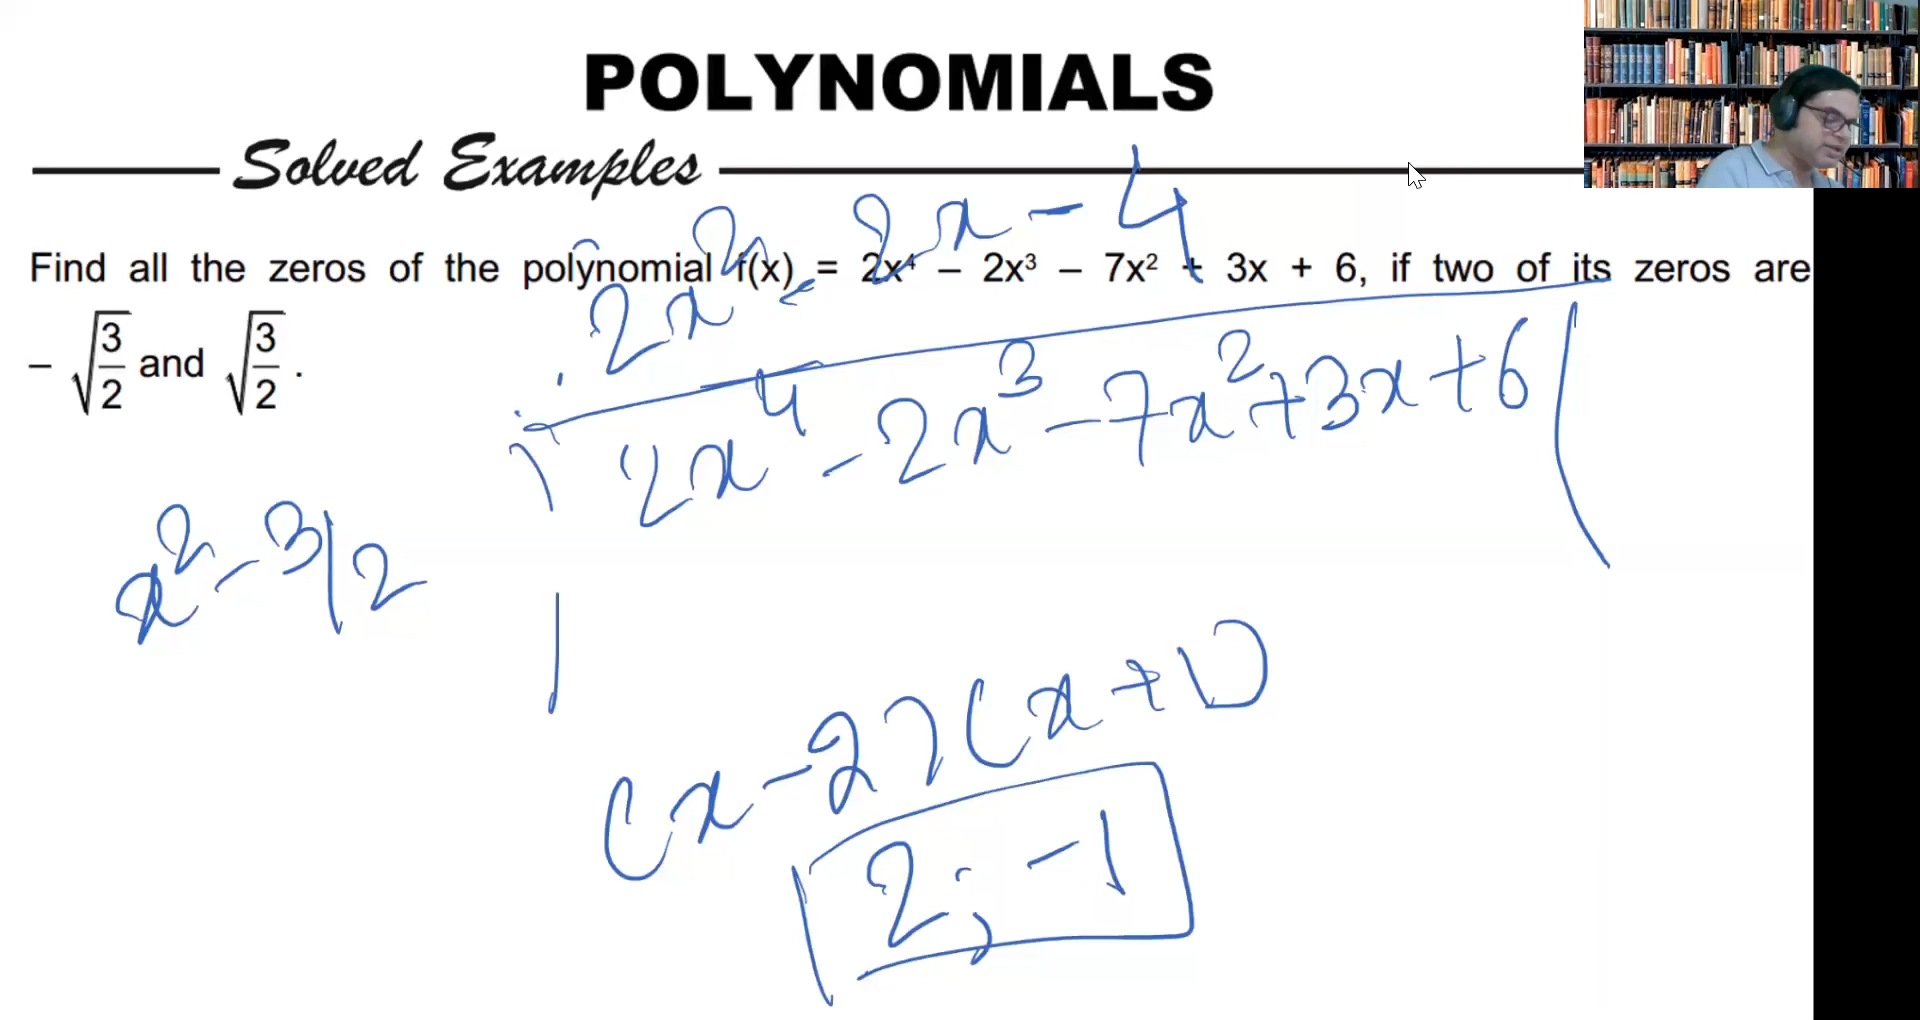 POLYNOMIALS
Solved Examples
2x² - 2x - 4
Find all the zeros of the polynomial f(x) = 2x⁴ – 2x³ – 7x² + 3x + 6, if two of its zeros are
– √(3/2) and √(3/2) .
2x⁴ - 2x³ - 7x² + 3x + 6
x² - 3/2
(x - 2)(x + 1)
2; -1